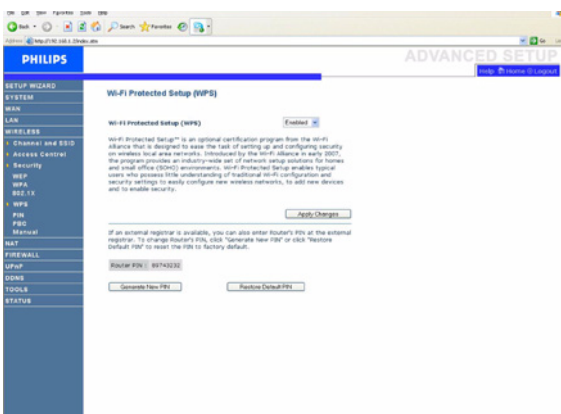 Back
Search
Favorites
Address
Go
PHILIPS
ADVANCED SETUP
Help Home Logout
SETUP WIZARD
SYSTEM
WAN
LAN
WIRELESS
Channel and SSID
Access Control
Security
WEP
WPA
802.1X
WPS
PIN
PBC
Manual
NAT
FIREWALL
UPnP
DDNS
TOOLS
STATUS
Wi-Fi Protected Setup (WPS)
Wi-Fi Protected Setup (WPS) Enabled
Wi-Fi Protected Setup™ is an optional certification program from the Wi-Fi
Alliance that is designed to ease the task of setting up and configuring security
on wireless local area networks. Introduced by the Wi-Fi Alliance in early 2007,
the program provides an industry-wide set of network setup solutions for homes
and small office (SOHO) environments. Wi-Fi Protected Setup enables typical
users who possess little understanding of traditional Wi-Fi configuration and
security settings to easily configure new wireless networks, to add new devices
and to enable security.
Apply Changes
If an external registrar is available, you can also enter Router's PIN at the external
registrar. To change Router's PIN, click "Generate New PIN" or click "Restore
Default PIN" to reset the PIN to factory default.
Router PIN : 89743232
Generate New PIN Restore Default PIN